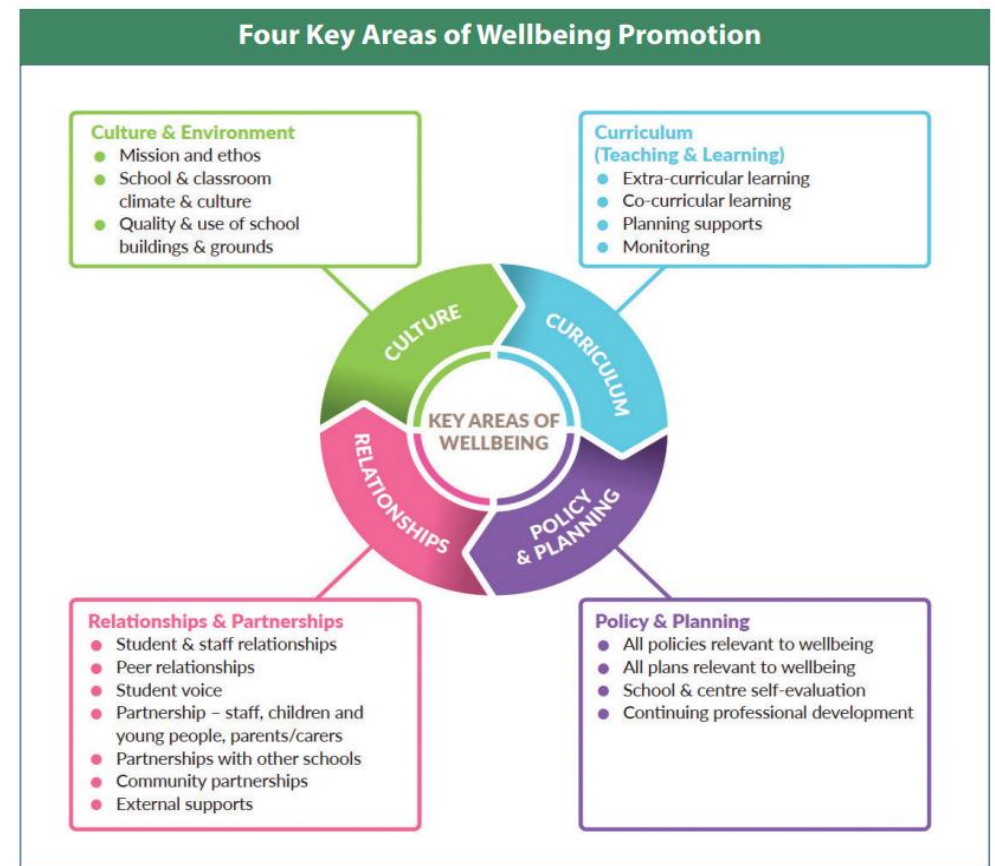 Four Key Areas of Wellbeing Promotion
Culture & Environment
● Mission and ethos
● School & classroom
climate & culture
● Quality & use of school
buildings & grounds
Curriculum
(Teaching & Learning)
● Extra-curricular learning
● Co-curricular learning
● Planning supports
● Monitoring
CULTURE
CURRICULUM
KEY AREAS OF
WELLBEING
RELATIONSHIPS
POLICY
& PLANNING
Relationships & Partnerships
● Student & staff relationships
● Peer relationships
● Student voice
● Partnership – staff, children and
young people, parents/carers
● Partnerships with other schools
● Community partnerships
● External supports
Policy & Planning
● All policies relevant to wellbeing
● All plans relevant to wellbeing
● School & centre self-evaluation
● Continuing professional development